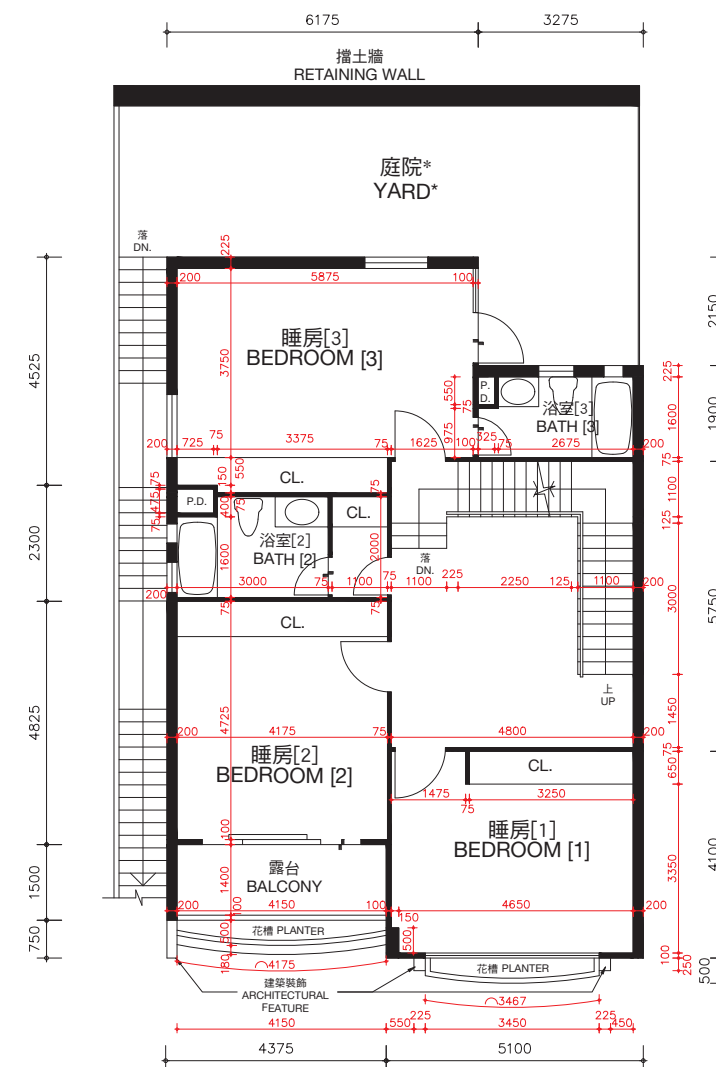 6175 3275
擋土牆
RETAINING WALL
庭院*
YARD*
落
DN.
225
200 5875 100
2150
4525
睡房[3]
BEDROOM [3]
3750
225
P.
D.
550
75
浴室[3]
BATH [3]
1600
1900
975
75
200 725 3375 75 1625 100 325 75 2675 200
75
CL.
550
150
75
475
75
P.D.
400
75
75
CL.
1100
125
浴室[2]
BATH [2]
2300
1600
2000
落
DN.
200 3000 75 1100 75 1100 225 2250 125 1100 200
3000
5750
75
75
CL.
上
UP
4825
4725
1450
200 4175 75 4800 200
睡房[2]
BEDROOM [2]
75
650
CL.
1475 3250
75
睡房[1]
BEDROOM [1]
100
3350
4100
露台
BALCONY
1500
1400
200 4150 100 4650 200
100
150
花槽 PLANTER
750
500
500
180
4175
花槽 PLANTER
100
250
500
建築裝飾
ARCHITECTURAL
FEATURE
3467
4150 550 225 3450 225 450
4375 5100